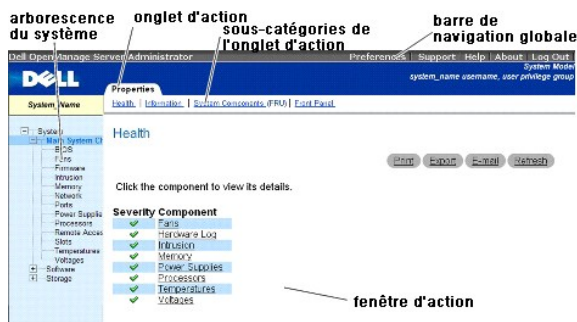 arborescence
du système
onglet d'action
sous-catégories de
l'onglet d'action
barre de
navigation globale
Dell OpenManage Server Administrator
Preferences | Support | Help | About | Log Out
DELL
System Model
system_name username, user privilege group
System_Name
Properties
Health | Information | System Components (FRU) | Front Panel
System
Main System Ch
BIOS
Fans
Firmware
Intrusion
Memory
Network
Ports
Power Supplie
Processors
Remote Acces
Slots
Temperatures
Voltages
Software
Storage
Health
Print Export E-mail Refresh
Click the component to view its details.
Severity Component
Fans
Hardware Log
Intrusion
Memory
Power Supplies
Processors
Temperatures
Voltages
fenêtre d'action